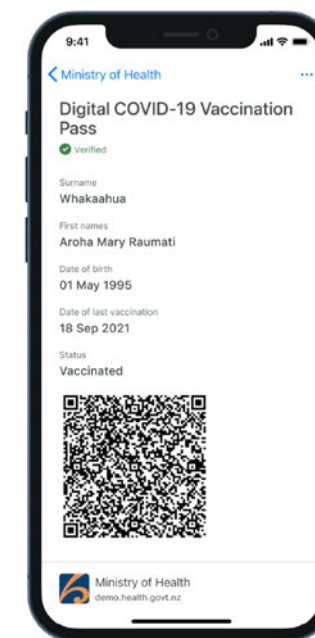 9:41
Ministry of Health
Digital COVID-19 Vaccination
Pass
Verified
Surname
Whakaahua
First names
Aroha Mary Raumati
Date of birth
01 May 1995
Date of last vaccination
18 Sep 2021
Status
Vaccinated
Ministry of Health
demo.health.govt.nz